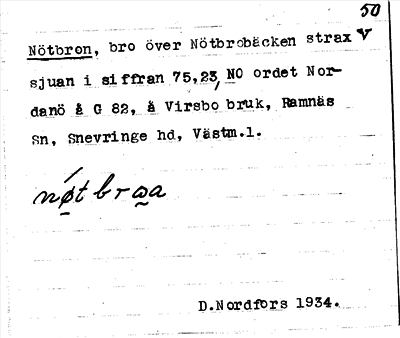 50
Nötbron, bro över Nötbrobäcken strax V
sjuan i siffran 75,23, NO ordet Nor-
danö å G 82, å Virsbo bruk, Ramnäs
sn, Snevringe hd, Västm.l.
D.Nordfors 1934.